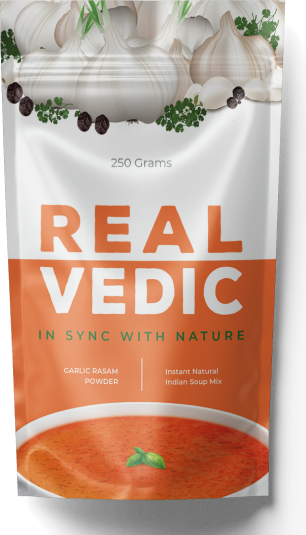 250 Grams
REAL
VEDIC
IN SYNC WITH NATURE
GARLIC RASAM
POWDER
Instant Natural
Indian Soup Mix